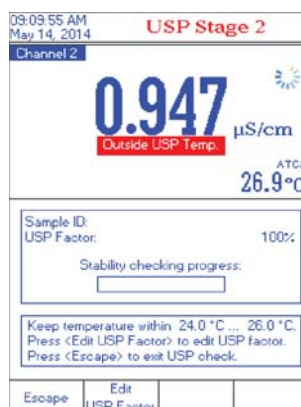 09:09:55 AM
May 14, 2014
USP Stage 2
Channel 2
0.947 µS/cm
Outside USP Temp.
ATC
26.9°C
Sample ID:
USP Factor: 100%
Stability checking progress:
Keep temperature within 24.0 °C ... 26.0 °C.
Press <Edit USP Factor> to edit USP factor.
Press <Escape> to exit USP check.
Escape
Edit
USP Factor